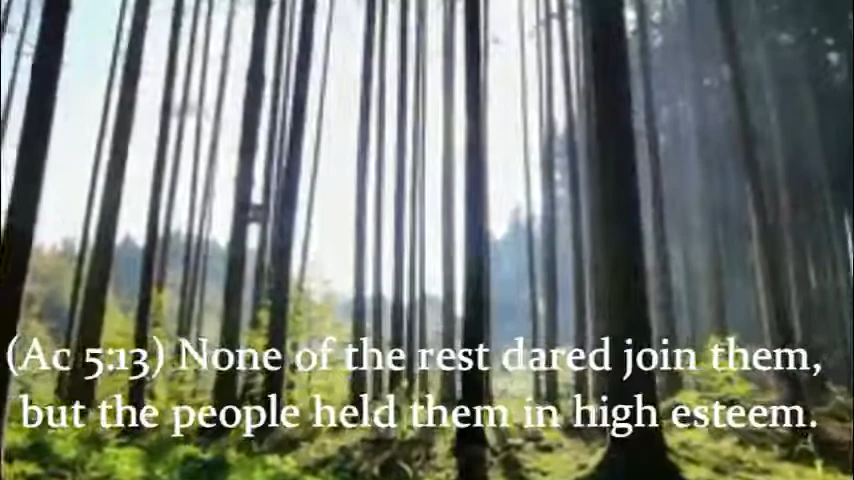 (Ac 5:13) None of the rest dared join them,
but the people held them in high esteem.